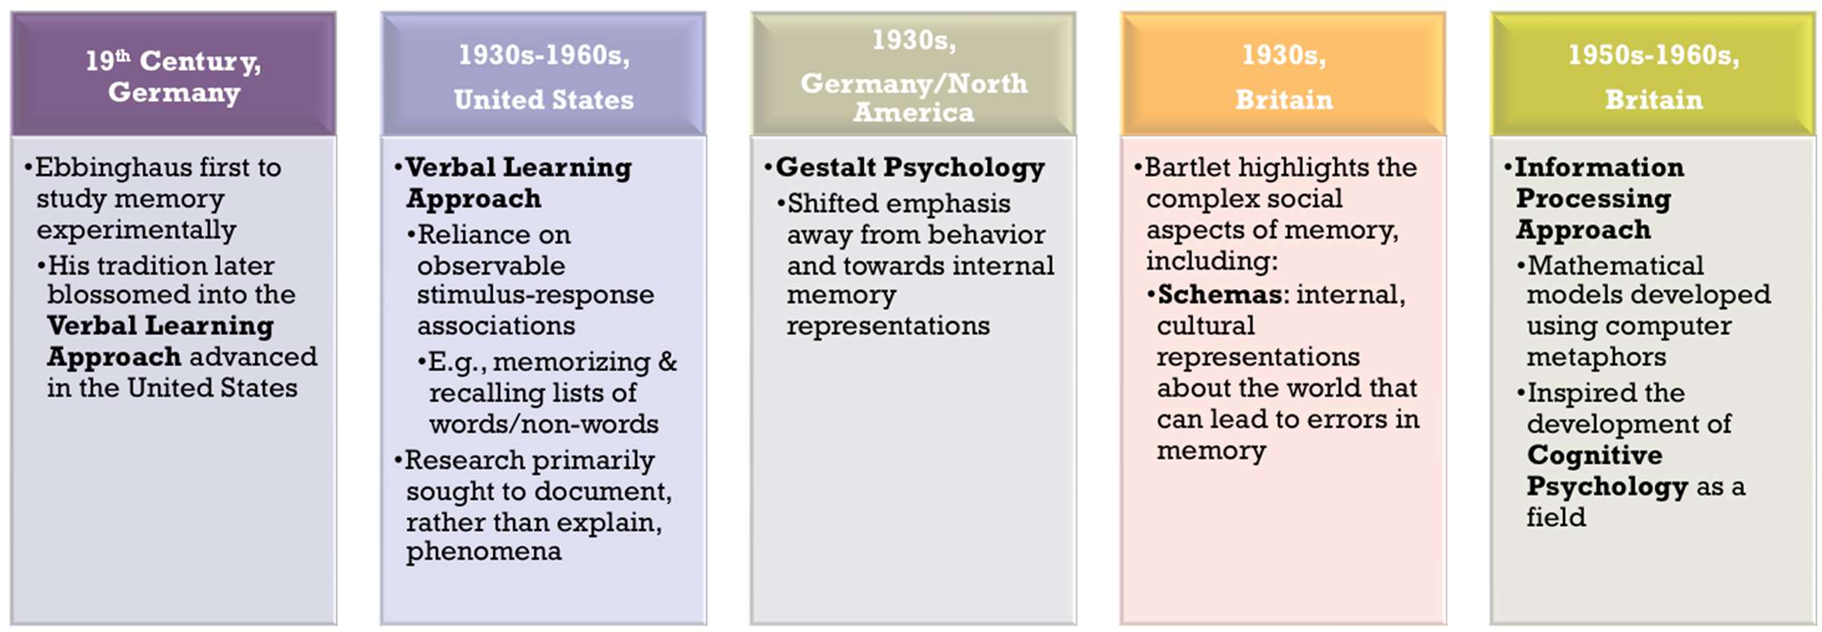 19th Century,
Germany
•Ebbinghaus first to
study memory
experimentally
•His tradition later
blossomed into the
Verbal Learning
Approach advanced
in the United States
1930s-1960s,
United States
•Verbal Learning
Approach
•Reliance on
observable
stimulus-response
associations
•E.g., memorizing &
recalling lists of
words/non-words
•Research primarily
sought to document,
rather than explain,
phenomena
1930s,
Germany/North
America
•Gestalt Psychology
•Shifted emphasis
away from behavior
and towards internal
memory
representations
1930s,
Britain
•Bartlet highlights the
complex social
aspects of memory,
including:
•Schemas: internal,
cultural
representations
about the world that
can lead to errors in
memory
1950s-1960s,
Britain
•Information
Processing
Approach
•Mathematical
models developed
using computer
metaphors
•Inspired the
development of
Cognitive
Psychology as a
field